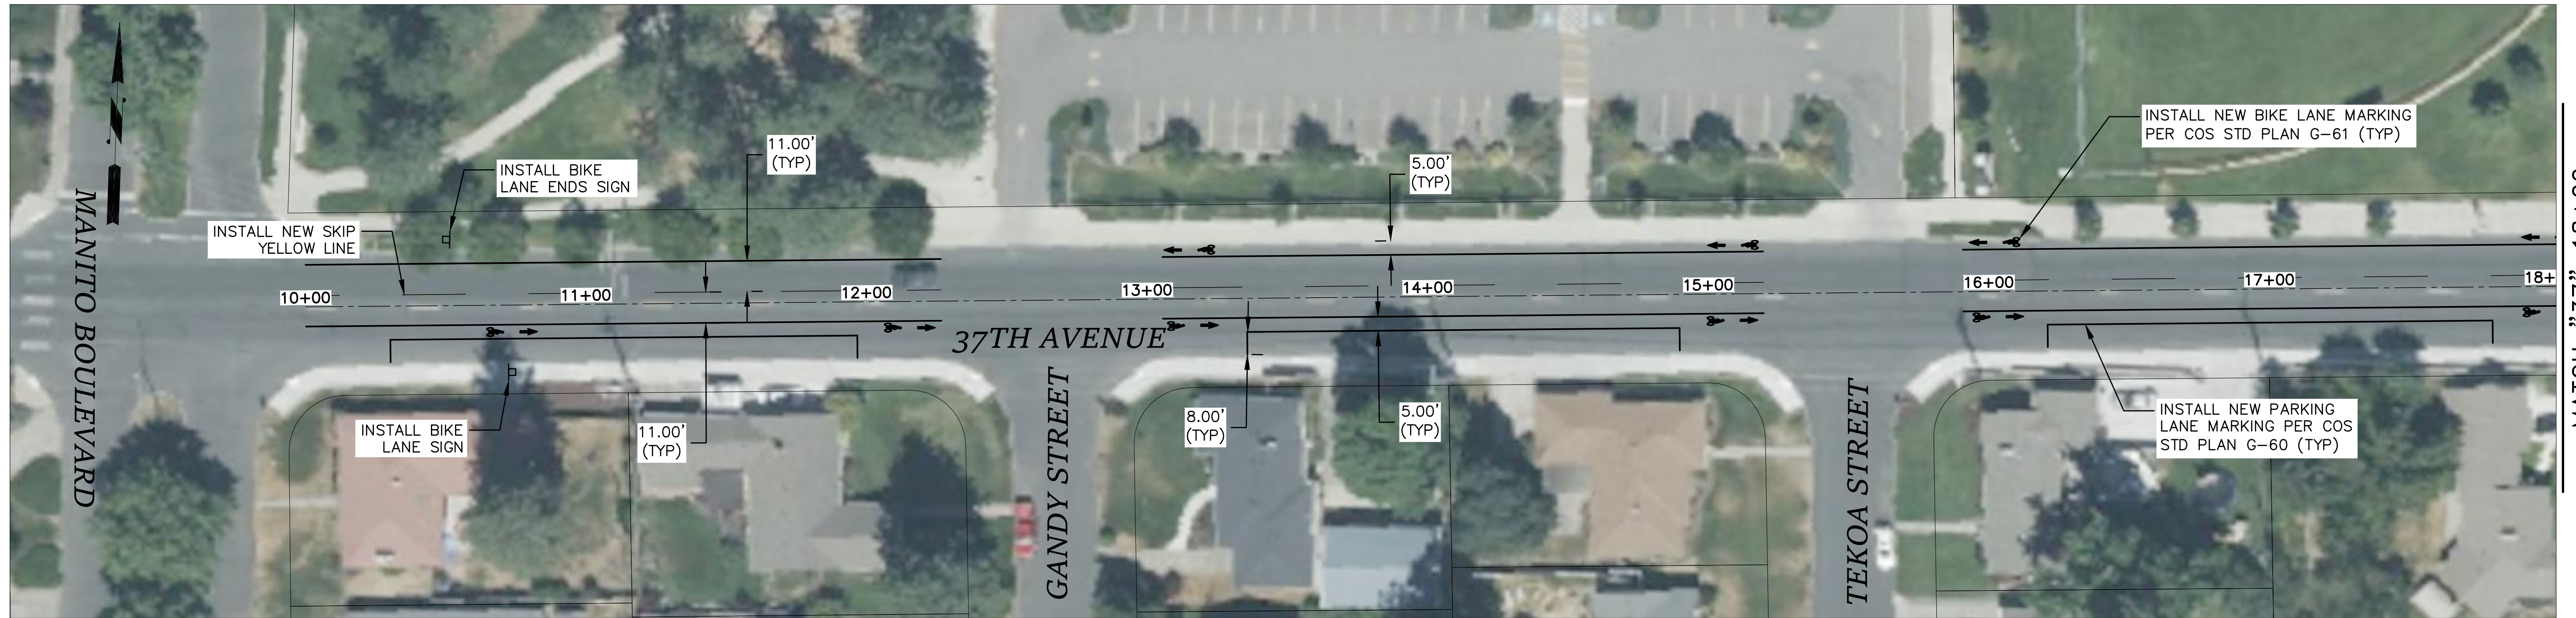 11.00'
(TYP)
5.00'
(TYP)
INSTALL NEW BIKE LANE MARKING
PER COS STD PLAN G-61 (TYP)
INSTALL BIKE
LANE ENDS SIGN
INSTALL NEW SKIP
YELLOW LINE
MANITO BOULEVARD
10+00
11+00
12+00
13+00
14+00
15+00
16+00
17+00
18+
37TH AVENUE
GANDY STREET
TEKOA STREET
INSTALL BIKE
LANE SIGN
11.00'
(TYP)
8.00'
(TYP)
5.00'
(TYP)
INSTALL NEW PARKING
LANE MARKING PER COS
STD PLAN G-60 (TYP)